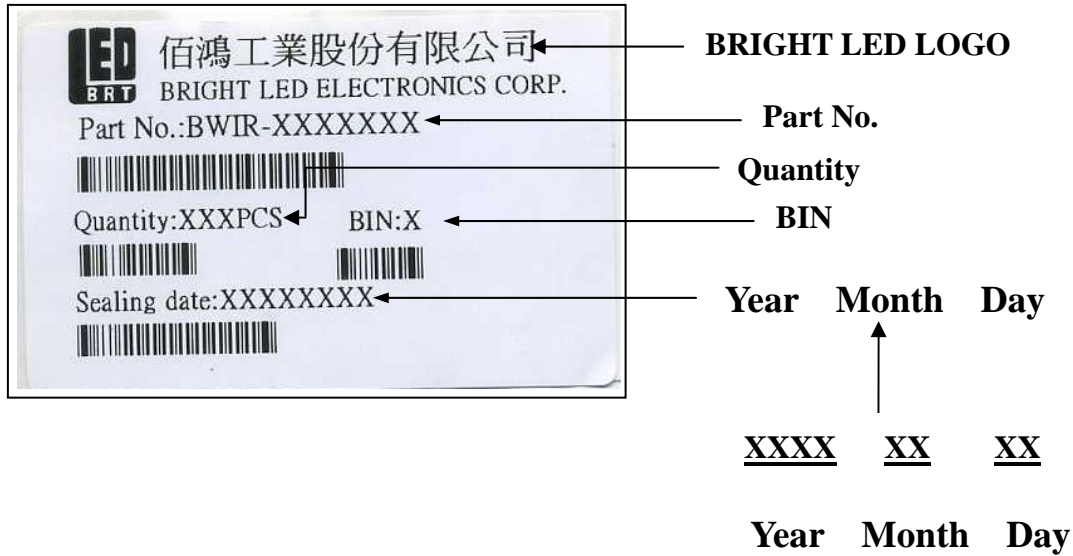 LED
BRT
佰鴻工業股份有限公司
BRIGHT LED ELECTRONICS CORP.
Part No.:BWIR-XXXXXXX
Quantity:XXXPCS BIN:X
Sealing date:XXXXXXXX
BRIGHT LED LOGO
Part No.
Quantity
BIN
Year Month Day
XXXX XX XX
Year Month Day